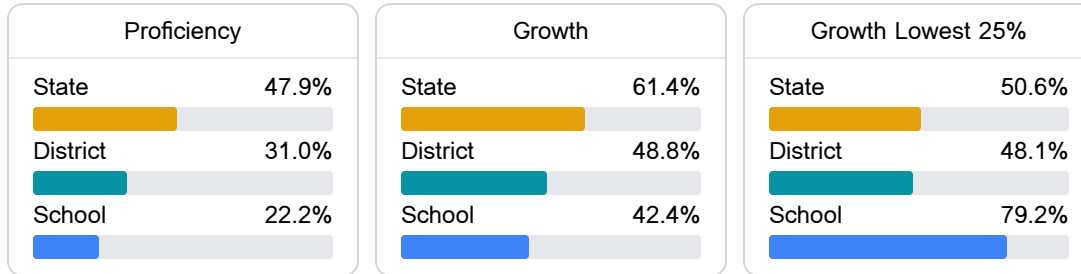 Proficiency
State 47.9%
District 31.0%
School 22.2%
Growth
State 61.4%
District 48.8%
School 42.4%
Growth Lowest 25%
State 50.6%
District 48.1%
School 79.2%